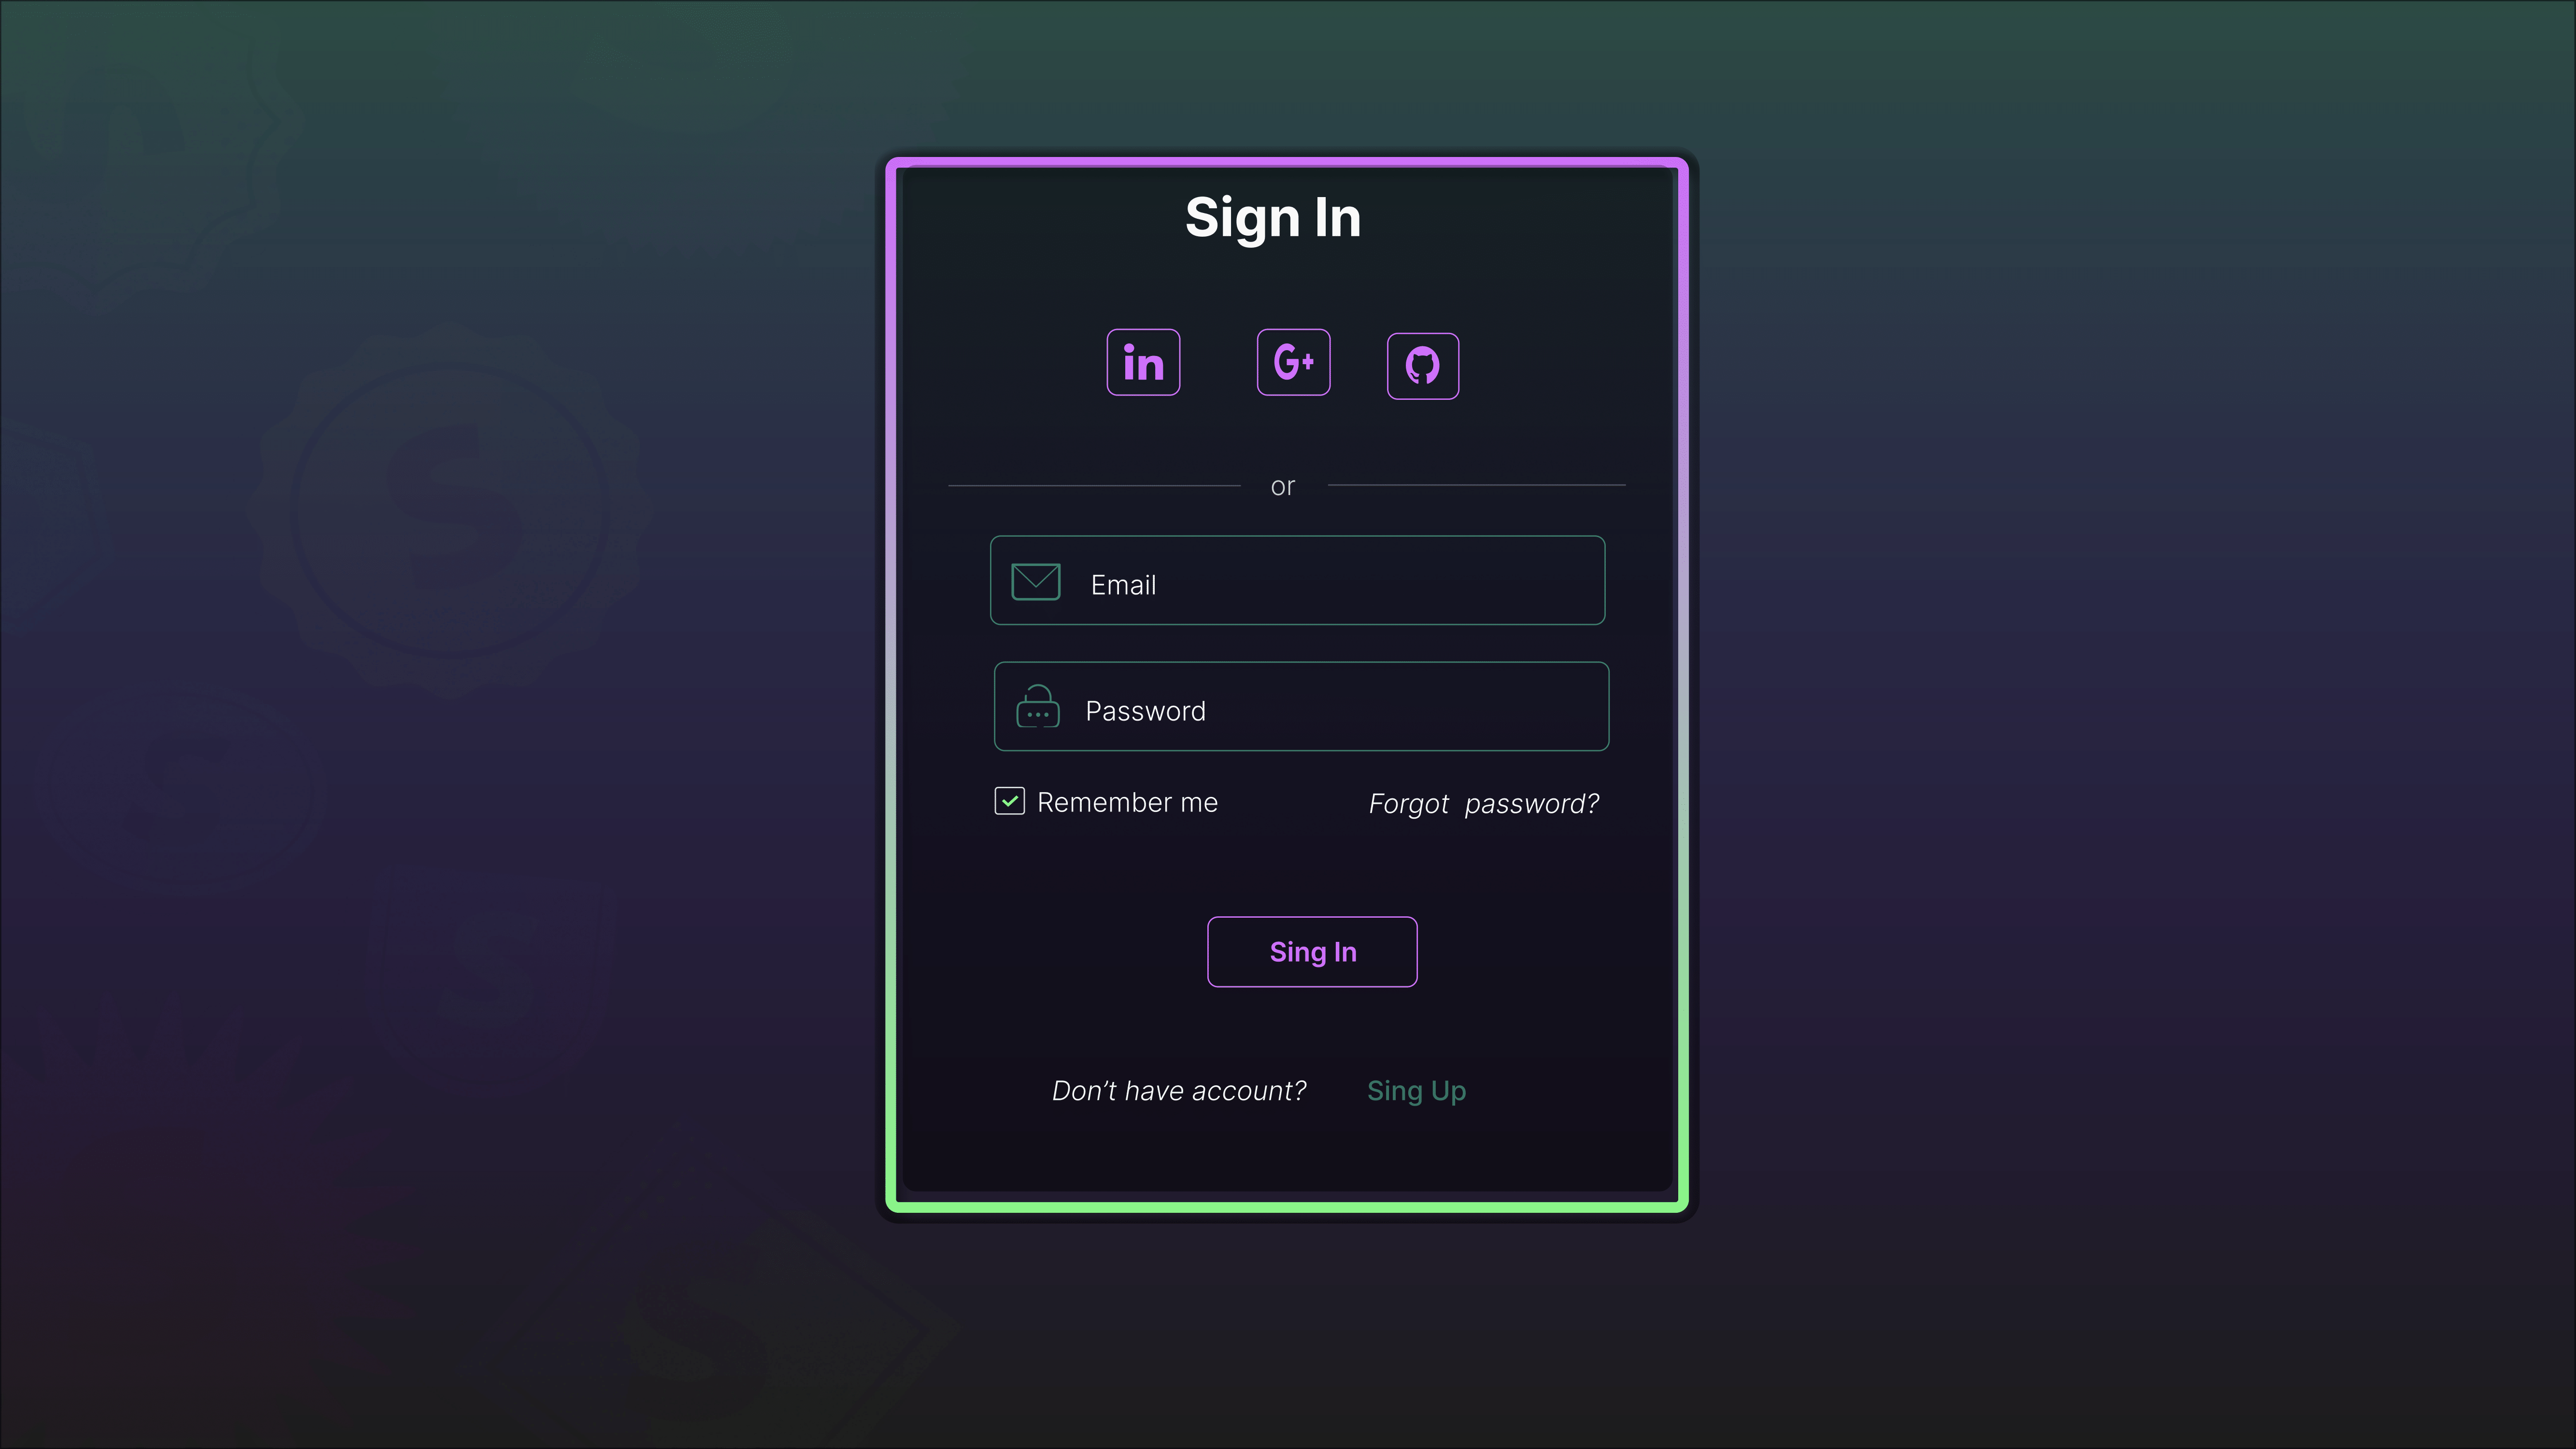 Sign In
in G+
or
Email
Password
Remember me Forgot password?
Sing In
Don’t have account? Sing Up